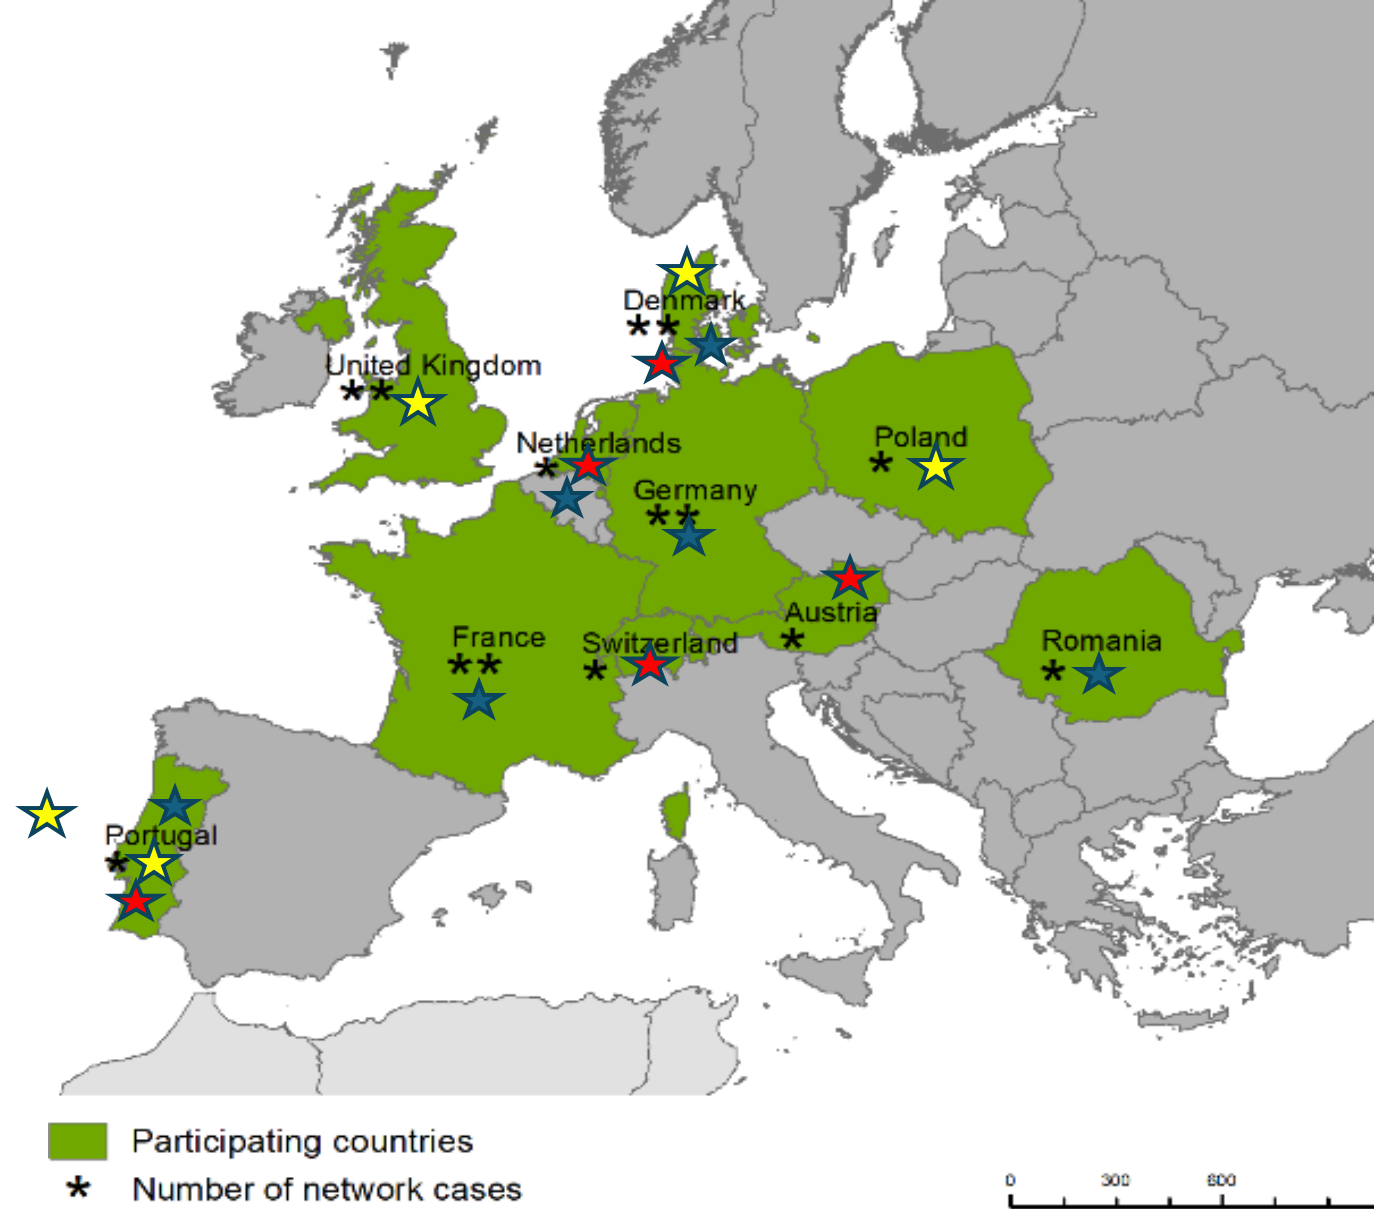 Denmark
**
United Kingdom
**
Netherlands
*
Poland
*
Germany
**
Austria
*
France
**
Switzerland
*
Romania
*
Portugal
*
Participating countries
* Number of network cases
0 300 600